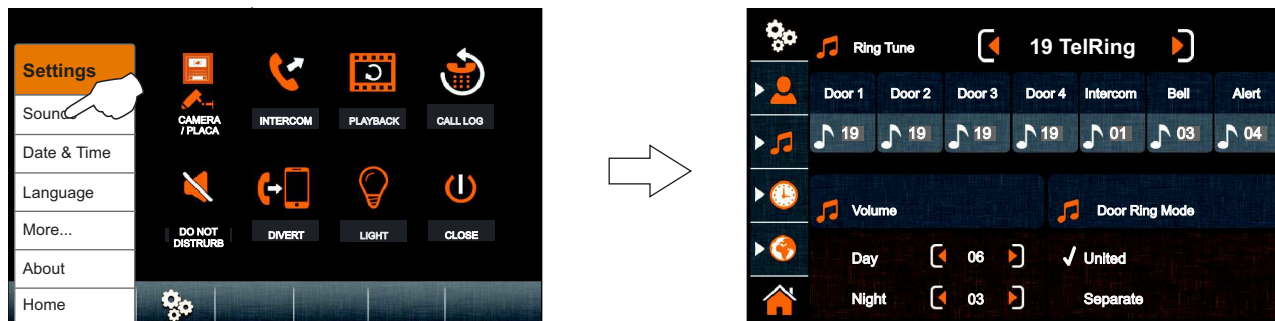 Settings
Sound
Date & Time
Language
More...
About
Home
CAMERA
/ PLACA
INTERCOM
PLAYBACK
CALL LOG
DO NOT
DISTRURB
DIVERT
LIGHT
CLOSE
Ring Tune
19 TelRing
Door 1 Door 2 Door 3 Door 4 Intercom Bell Alert
19 19 19 19 01 03 04
Volume
Door Ring Mode
Day 06
United
Night 03
Separate